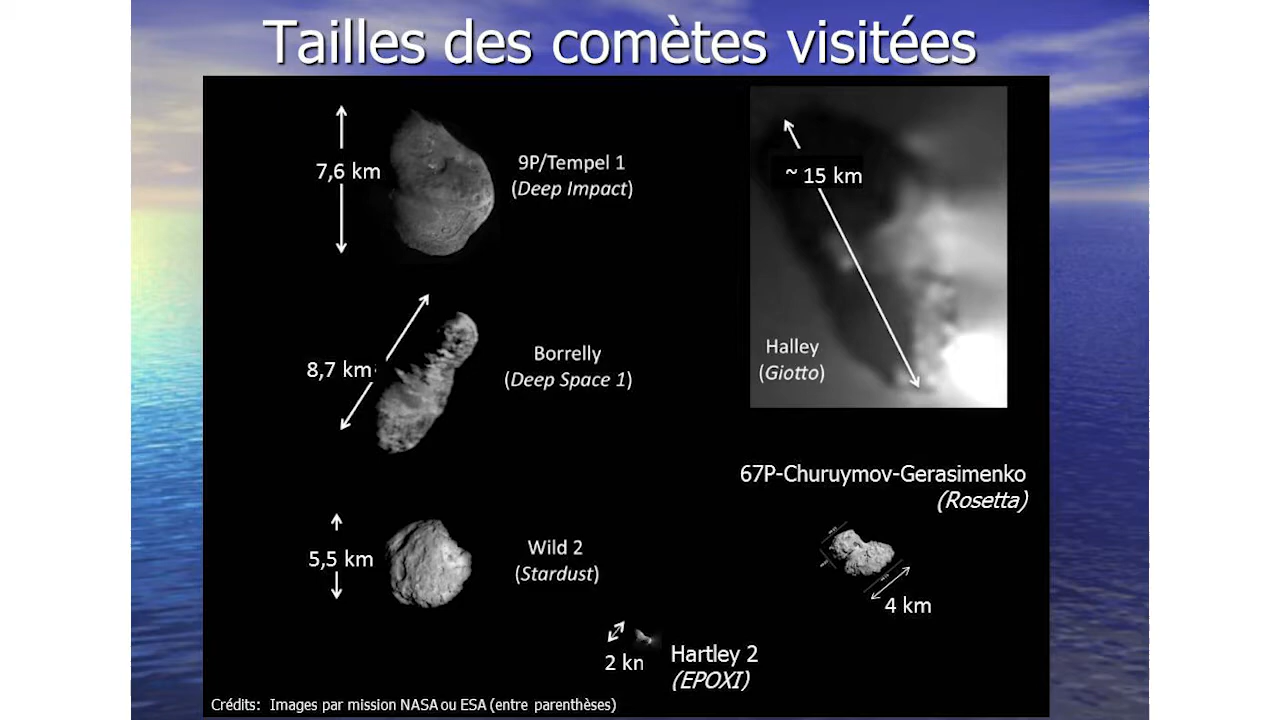 Tailles des comètes visitées
7,6 km
9P/Tempel 1
(Deep Impact)
~ 15 km
Halley
(Giotto)
8,7 km
Borrelly
(Deep Space 1)
67P-Churuymov-Gerasimenko
(Rosetta)
5,5 km
Wild 2
(Stardust)
4 km
2 kn
Hartley 2
(EPOXI)
Crédits: Images par mission NASA ou ESA (entre parenthèses)